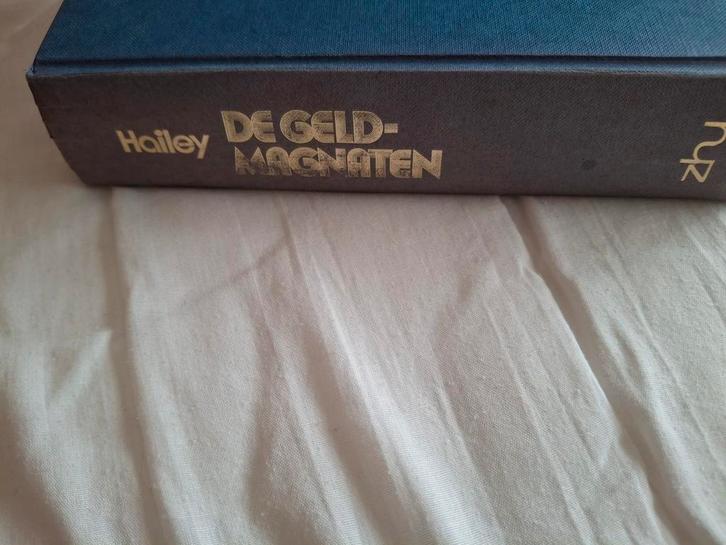 Hailey
DE GELD-
MAGNATEN